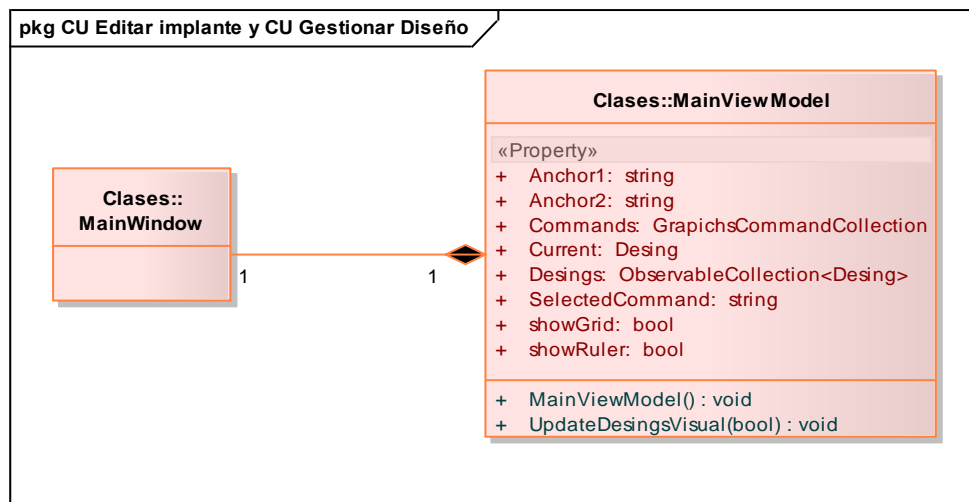 pkg CU Editar implante y CU Gestionar Diseño
Clases::MainViewModel
«Property»
+ Anchor1: string
+ Anchor2: string
+ Commands: GrapichsCommandCollection
+ Current: Desing
+ Desings: ObservableCollection<Desing>
+ SelectedCommand: string
+ showGrid: bool
+ showRuler: bool
+ MainViewModel() : void
+ UpdateDesingsVisual(bool) : void
Clases::
MainWindow
1
1